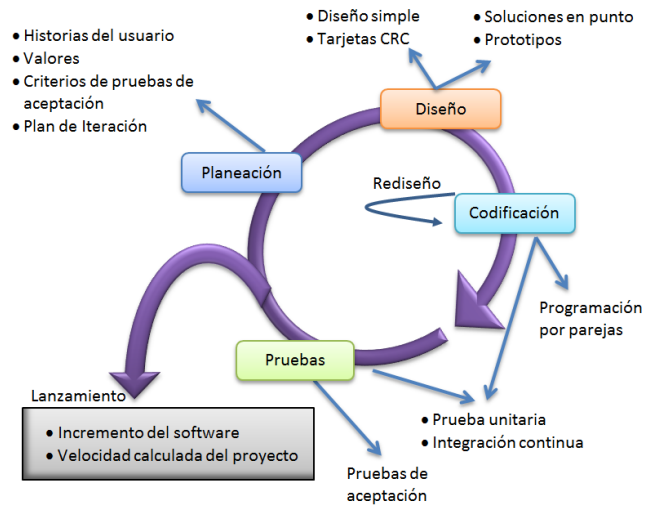 • Historias del usuario
• Valores
• Criterios de pruebas de
aceptación
• Plan de Iteración
• Diseño simple
• Tarjetas CRC
• Soluciones en punto
• Prototipos
Diseño
Planeación
Rediseño
Codificación
Programación
por parejas
Pruebas
Lanzamiento
• Incremento del software
• Velocidad calculada del proyecto
• Prueba unitaria
• Integración continua
Pruebas de
aceptación